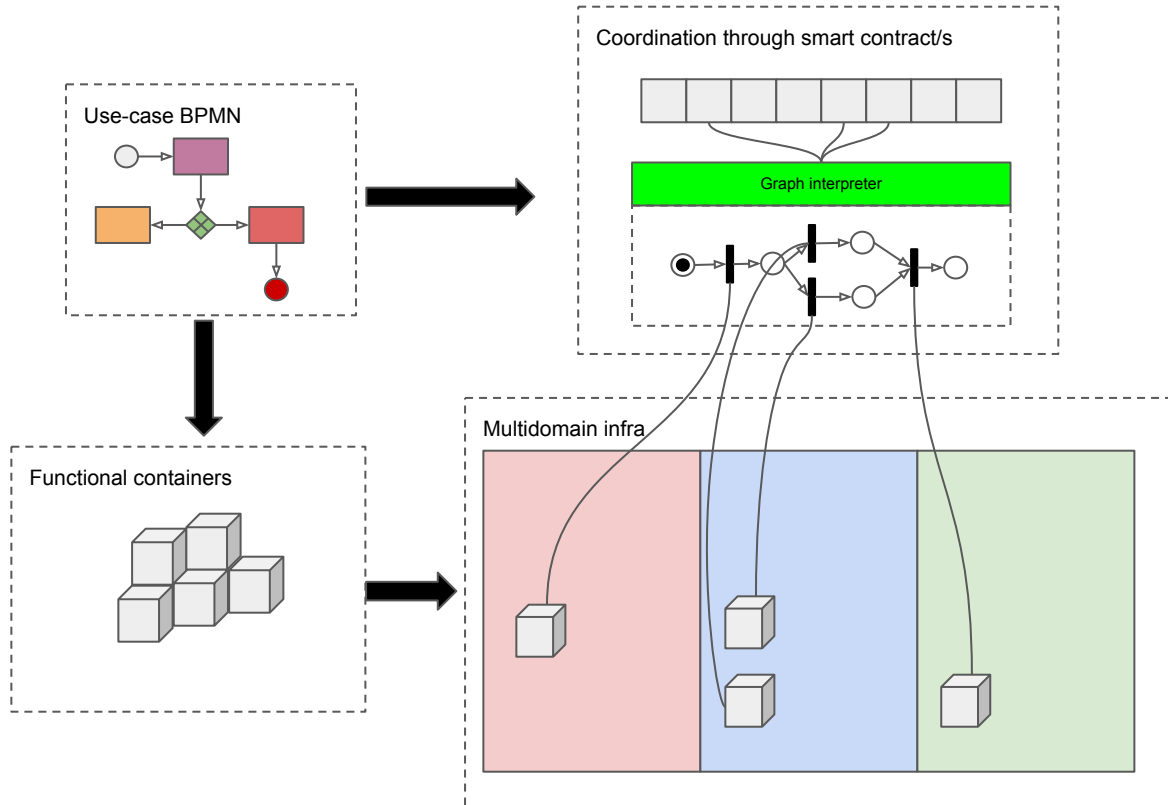 Coordination through smart contract/s
Use-case BPMN
Graph interpreter
Multidomain infra
Functional containers